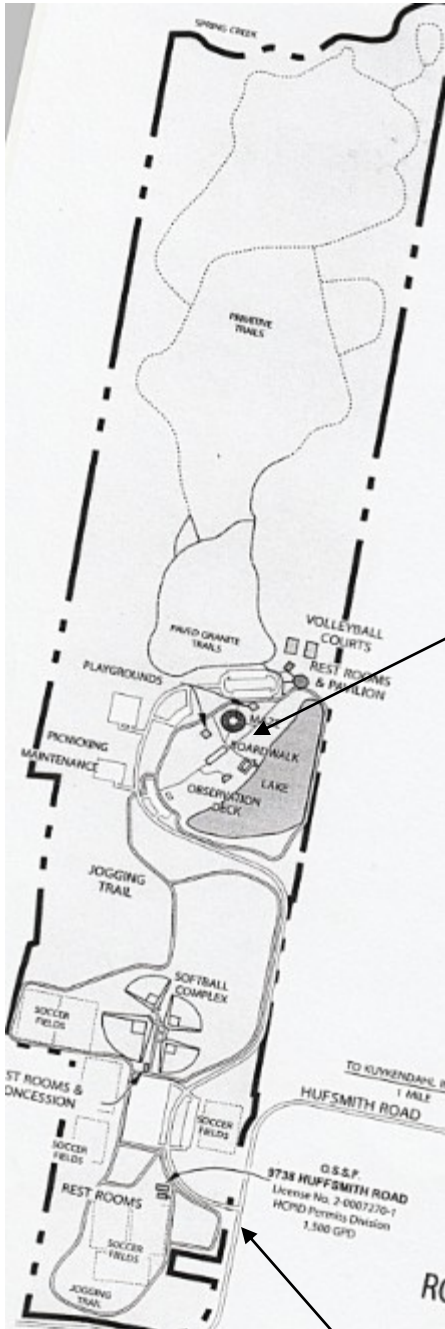 SPRING CREEK
PRIMITIVE
TRAILS
PAVED GRANITE
TRAILS
VOLLEYBALL
COURTS
REST ROOMS
& PAVILION
PLAYGROUNDS
MAZE
BOARDWALK
PICNICKING
MAINTENANCE
LAKE
OBSERVATION
DECK
JOGGING
TRAIL
SOFTBALL
COMPLEX
SOCCER
FIELDS
ST ROOMS &
ONCESSION
SOCCER
FIELDS
SOCCER
FIELDS
TO KUYKENDAHL
1 MILE
HUFSMITH ROAD
O.S.S.F.
9738 HUFFSMITH ROAD
License No. 2-0007270-1
HCPID Permits Division
1,500 GPD
REST ROOMS
SOCCER
FIELDS
JOGGING
TRAIL
RO